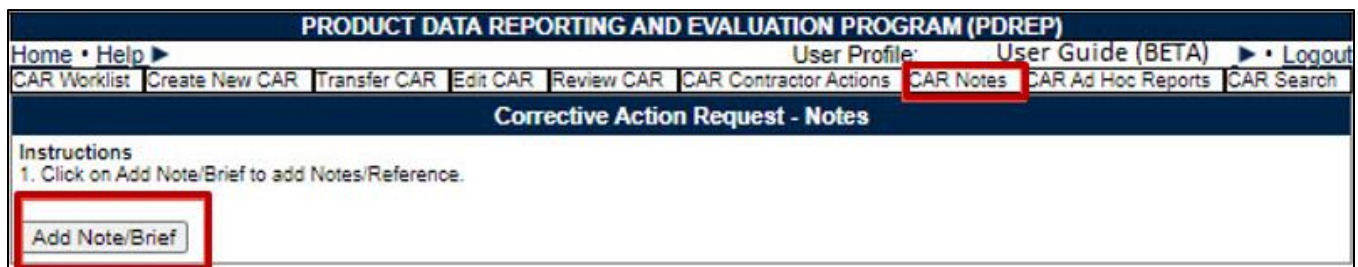 PRODUCT DATA REPORTING AND EVALUATION PROGRAM (PDREP)
Home • Help ▶ User Profile: User Guide (BETA) ▶ • Logout
CAR Worklist Create New CAR Transfer CAR Edit CAR Review CAR CAR Contractor Actions CAR Notes CAR Ad Hoc Reports CAR Search
Corrective Action Request - Notes
Instructions
1. Click on Add Note/Brief to add Notes/Reference.
Add Note/Brief